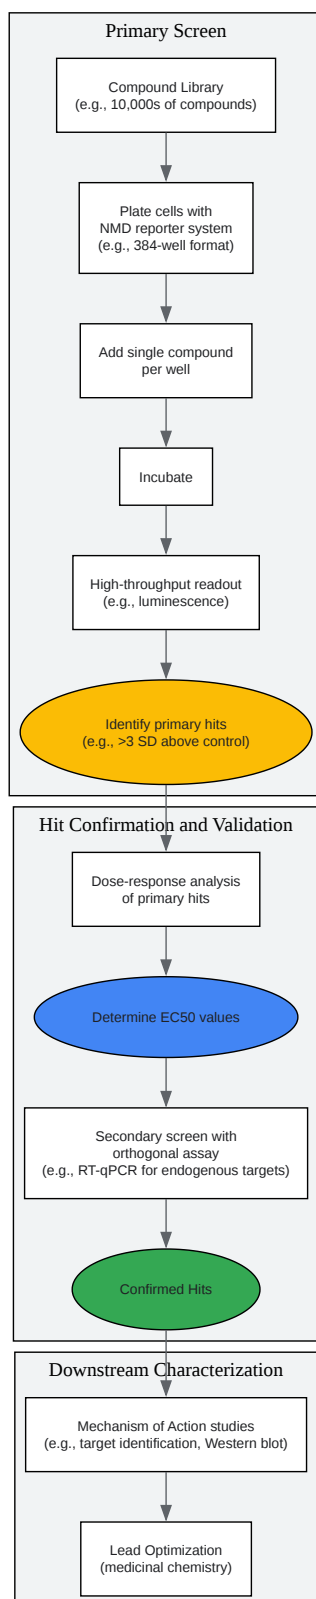 Primary Screen
Compound Library
(e.g., 10,000s of compounds)
Plate cells with
NMD reporter system
(e.g., 384-well format)
Add single compound
per well
Incubate
High-throughput readout
(e.g., luminescence)
Identify primary hits
(e.g., >3 SD above control)
Hit Confirmation and Validation
Dose-response analysis
of primary hits
Determine EC50 values
Secondary screen with
orthogonal assay
(e.g., RT-qPCR for endogenous targets)
Confirmed Hits
Downstream Characterization
Mechanism of Action studies
(e.g., target identification, Western blot)
Lead Optimization
(medicinal chemistry)